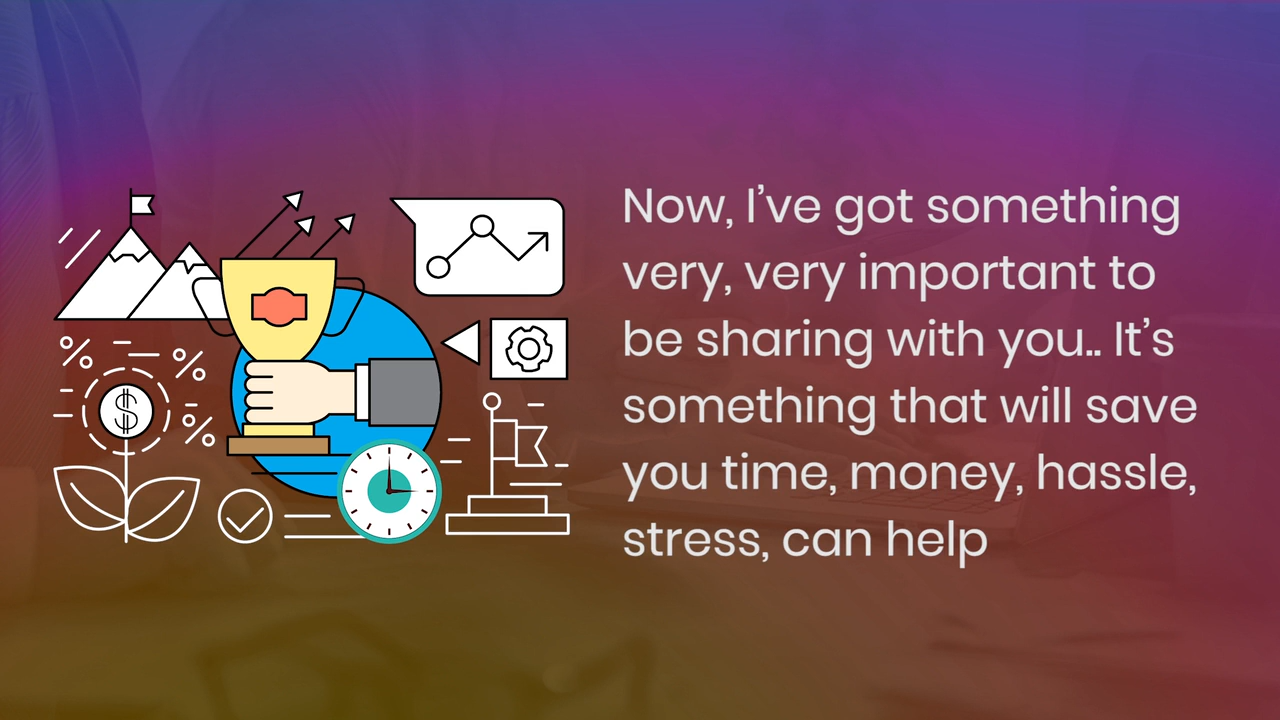 Now, I’ve got something
very, very important to
be sharing with you.. It’s
something that will save
you time, money, hassle,
stress, can help